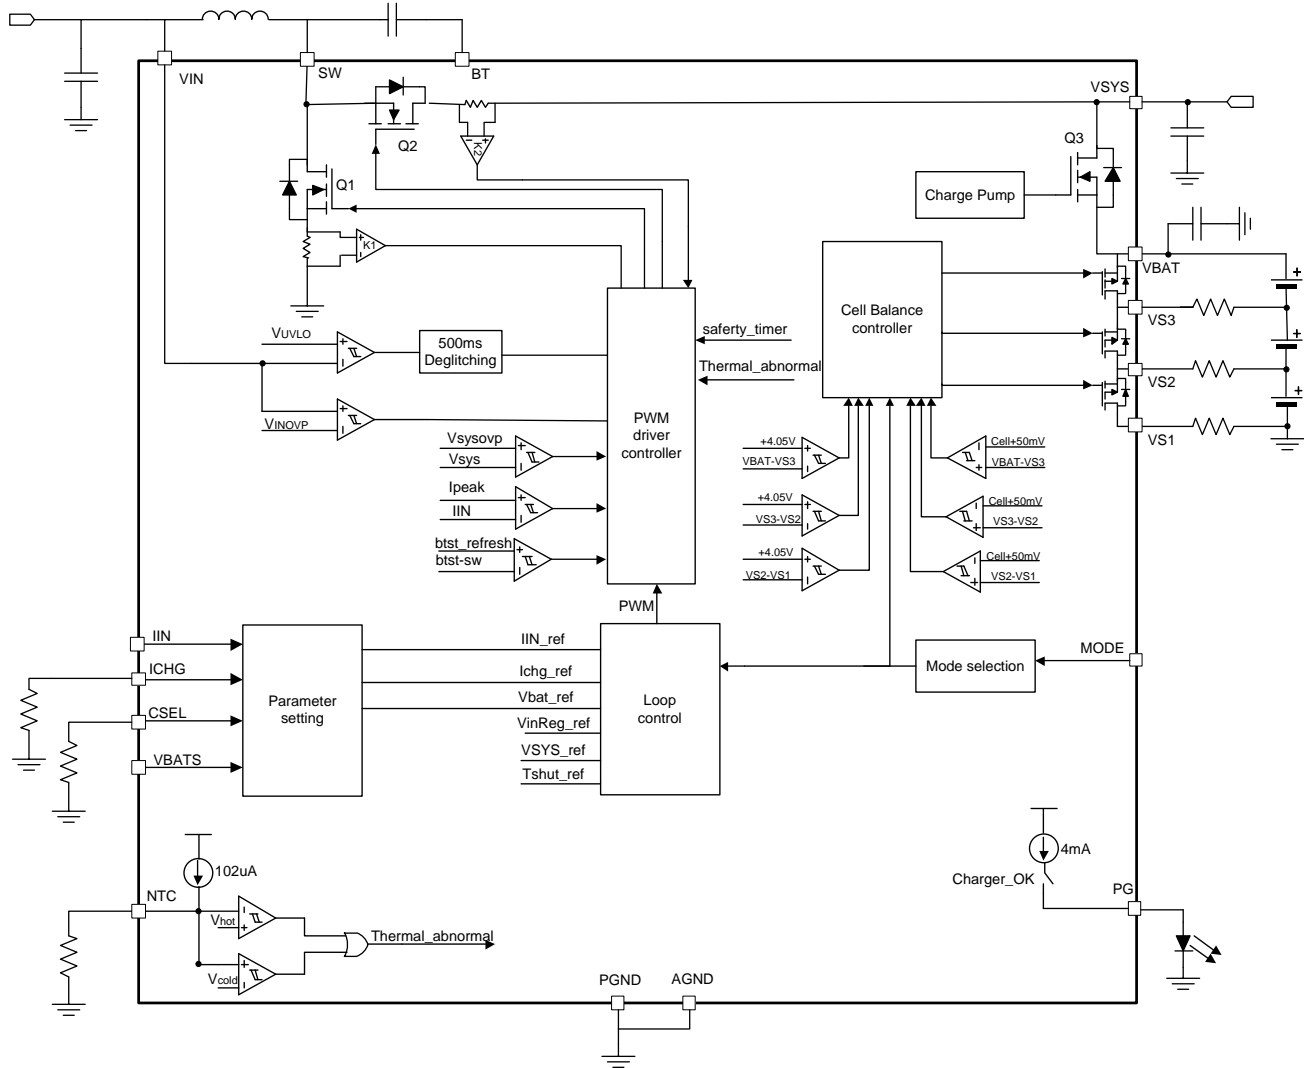 VIN
SW
BT
VSYS
Q2
K2
Q3
Q1
Charge Pump
K1
VBAT
Cell Balance
controller
VS3
VUVLO
500ms
Deglitching
saferty_timer
Thermal_abnormal
VS2
VINOVP
PWM
driver
controller
VS1
Vsysovp
Vsys
+4.05V
VBAT-VS3
Cell+50mV
VBAT-VS3
Ipeak
IIN
+4.05V
VS3-VS2
Cell+50mV
VS3-VS2
btst_refresh
btst-sw
+4.05V
VS2-VS1
Cell+50mV
VS2-VS1
PWM
IIN
ICHG
CSEL
VBATS
Parameter
setting
IIN_ref
Ichg_ref
Vbat_ref
VinReg_ref
VSYS_ref
Tshut_ref
Loop
control
Mode selection
MODE
102uA
NTC
Vhot
Vcold
Thermal_abnormal
4mA
Charger_OK
PG
PGND
AGND